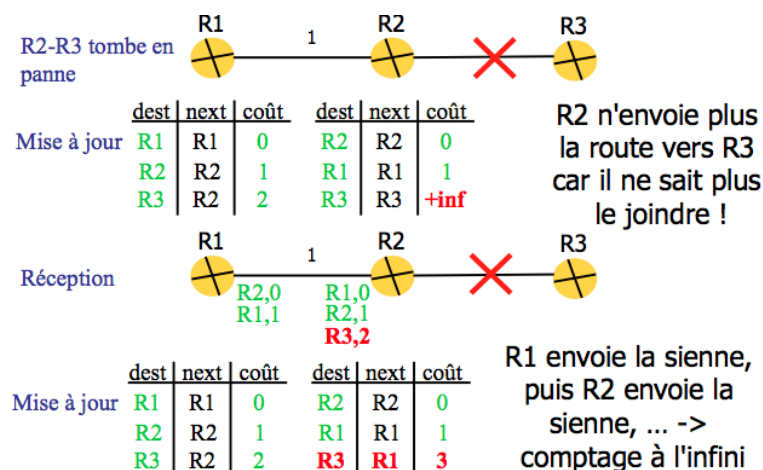 R1 R2 R3
R2-R3 tombe en
panne
1
dest next coût dest next coût
Mise à jour R1 R1 0 R2 R2 0
R2 R2 1 R1 R1 1
R3 R2 2 R3 R3 +inf
R2 n'envoie plus
la route vers R3
car il ne sait plus
le joindre !
R1 R2 R3
1
Réception
R2,0 R1,0
R1,1 R2,1
R3,2
dest next coût dest next coût
Mise à jour R1 R1 0 R2 R2 0
R2 R2 1 R1 R1 1
R3 R2 2 R3 R1 3
R1 envoie la sienne,
puis R2 envoie la
sienne, ... ->
comptage à l'infini